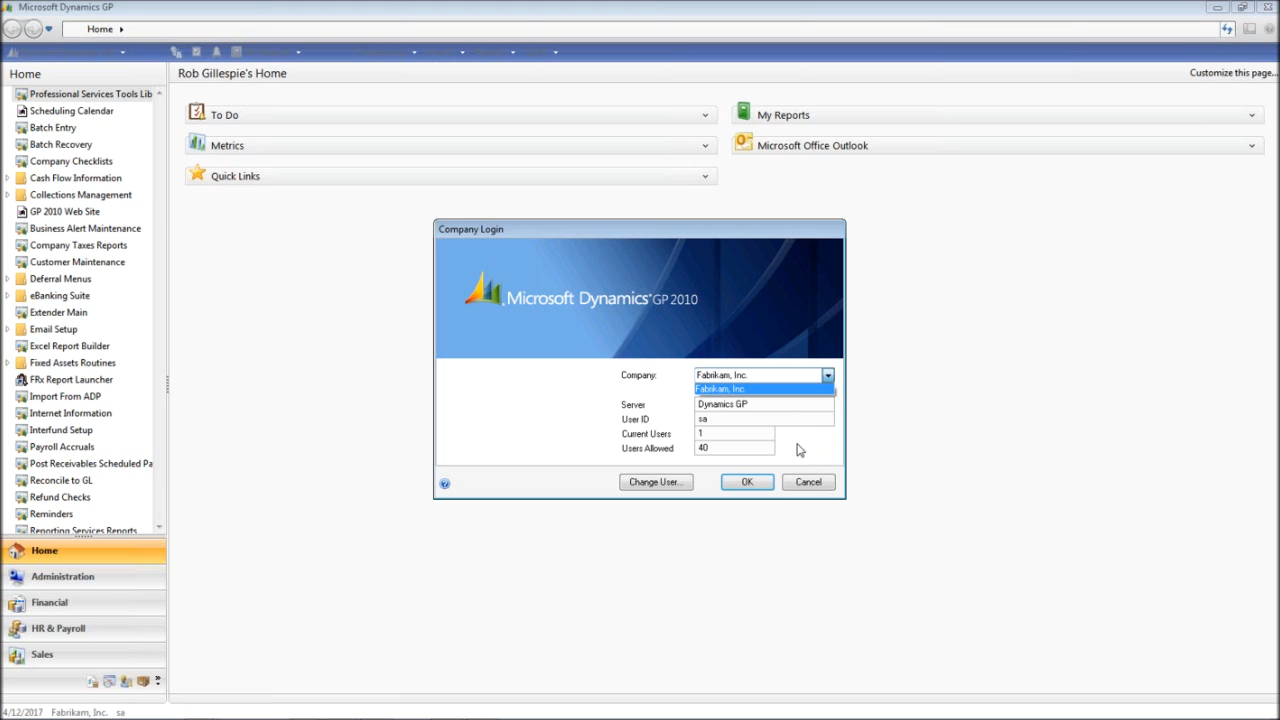 Microsoft Dynamics GP
Home
Home
Rob Gillespie's Home
Customize this page...
Professional Services Tools Lib
Scheduling Calendar
Batch Entry
Batch Recovery
Company Checklists
Cash Flow Information
Collections Management
GP 2010 Web Site
Business Alert Maintenance
Company Taxes Reports
Customer Maintenance
Deferral Menus
eBanking Suite
Extender Main
Email Setup
Excel Report Builder
Fixed Assets Routines
FRx Report Launcher
Import From ADP
Internet Information
Interfund Setup
Payroll Accruals
Post Receivables Scheduled Pa
Reconcile to GL
Refund Checks
Reminders
Reporting Services Reports
Home
Administration
Financial
HR & Payroll
Sales
To Do
My Reports
Metrics
Microsoft Office Outlook
Quick Links
Company Login
Microsoft Dynamics GP 2010
Company: Fabrikam, Inc.
Fabrikam, Inc.
Server Dynamics GP
User ID sa
Current Users 1
Users Allowed 40
Change User... OK Cancel
4/12/2017 Fabrikam, Inc. sa